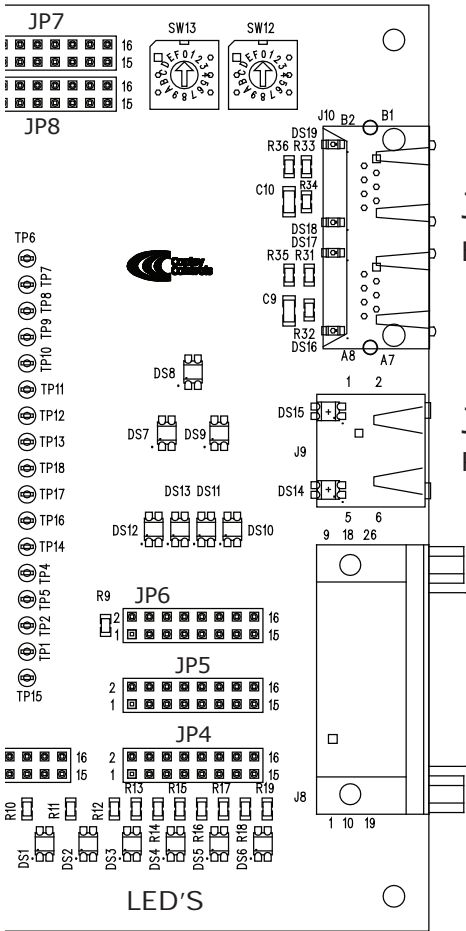 JP7
16
15
16
15
JP8
SW13 SW12
J10 B2 B1
DS19
R36 R33
C10 R34
DS18
DS17
R35 R31
C9
R32
DS16
A8 A7
TP6
TP7
TP8
TP9
TP10
TP11
TP12
TP13
TP18
TP17
TP16
TP14
TP4
TP5
TP2
TP1
TP15
Copley
Controls
DS8
DS7 DS9
DS13 DS11
DS12 DS10
1 2
DS15
J9
DS14
5 6
9 18 26
R9
JP6
2 16
1 15
JP5
2 16
1 15
JP4
16 2 16
15 1 15
J8
1 10 19
R13 R15 R17 R19
R10 R11 R12 R14 R16 R18
DS1 DS2 DS3 DS4 DS5 DS6
LED'S